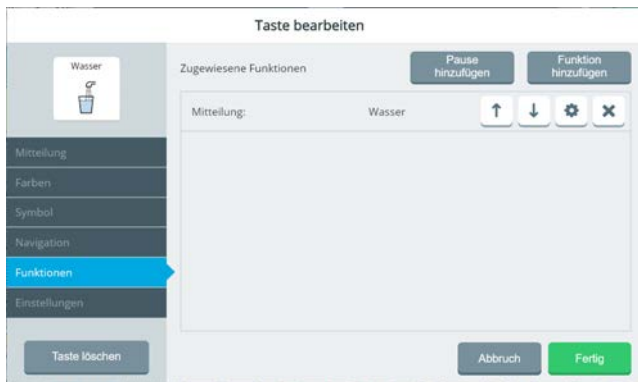 Taste bearbeiten
Wasser
Zugewiesene Funktionen
Pause
hinzufügen
Funktion
hinzufügen
Mitteilung: Wasser
Mitteilung
Farben
Symbol
Navigation
Funktionen
Einstellungen
Taste löschen
Abbruch
Fertig